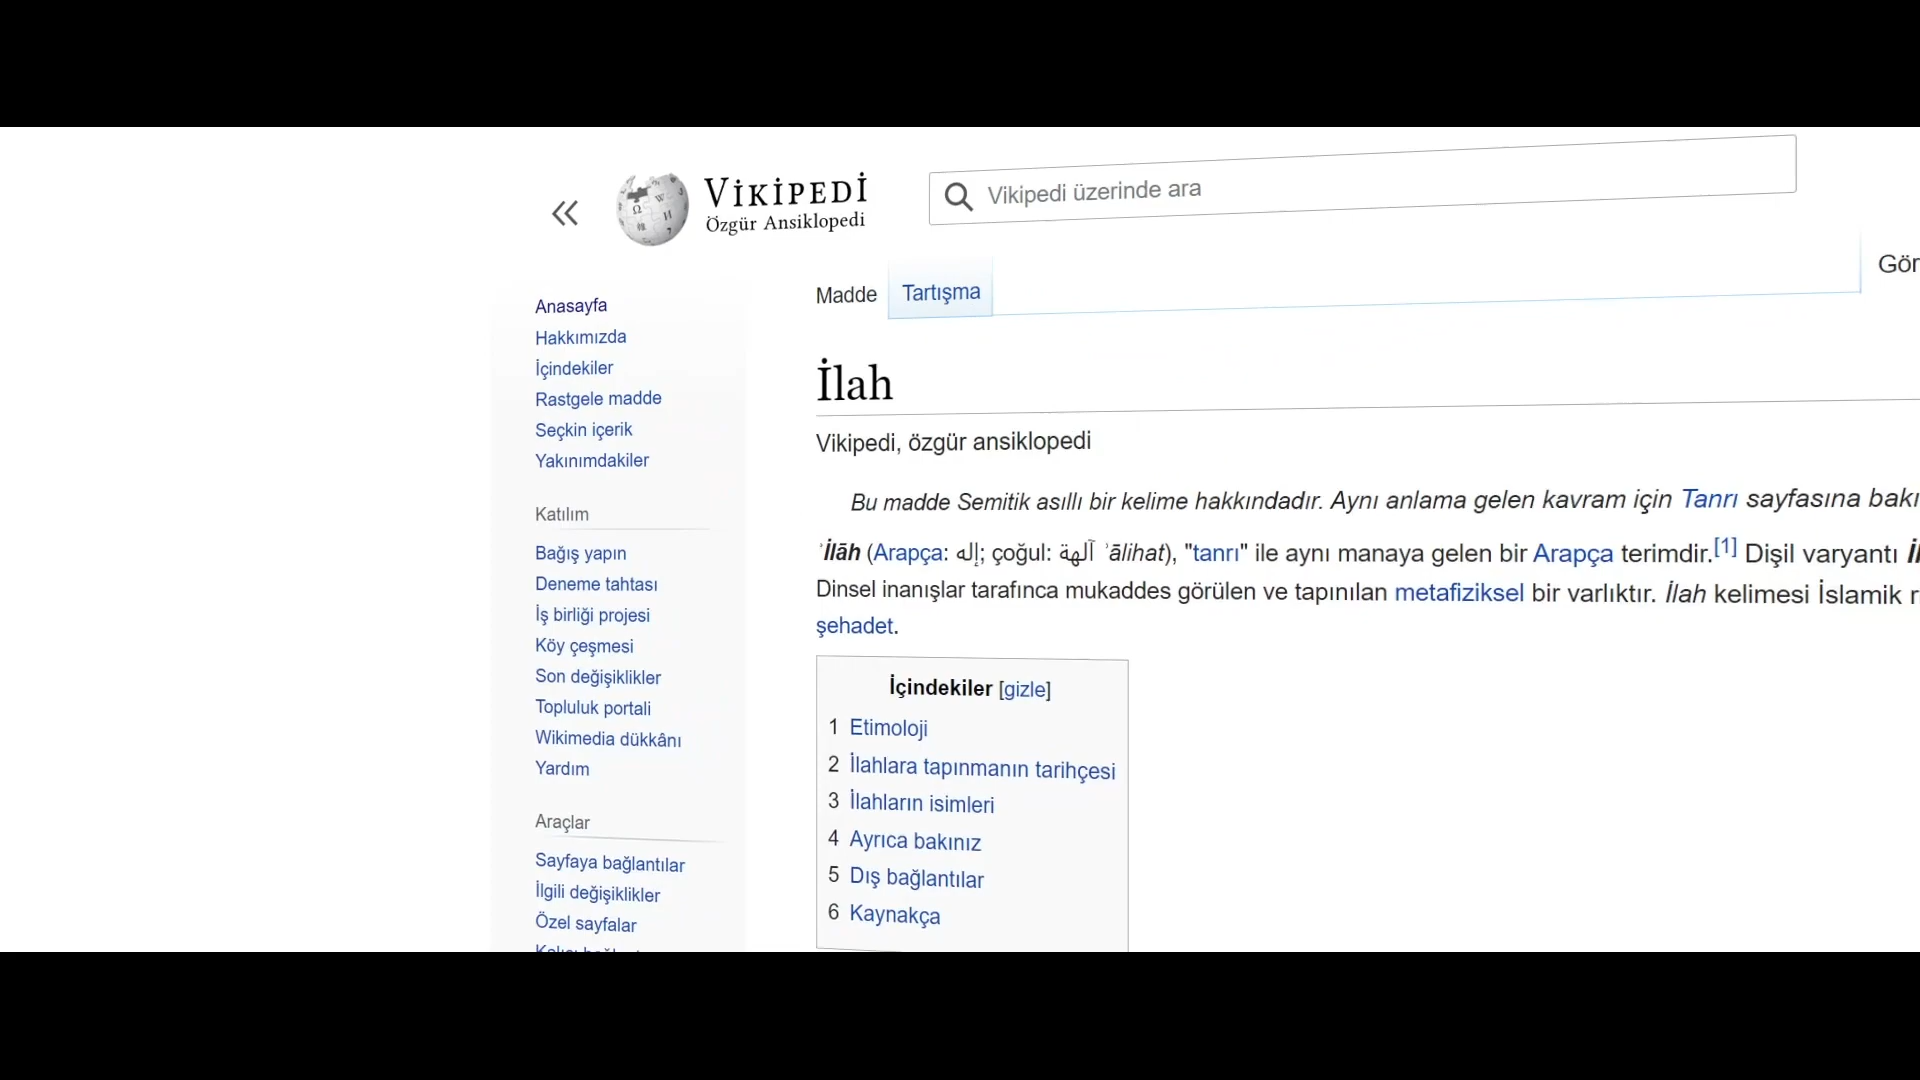 VİKİPEDİ
Özgür Ansiklopedi
Vikipedi üzerinde ara
Madde
Tartışma
Anasayfa
Hakkımızda
İçindekiler
Rastgele madde
Seçkin içerik
Yakınımdakiler
Katılım
Bağış yapın
Deneme tahtası
İş birliği projesi
Köy çeşmesi
Son değişiklikler
Topluluk portali
Wikimedia dükkânı
Yardım
Araçlar
Sayfaya bağlantılar
İlgili değişiklikler
Özel sayfalar
İlah
Vikipedi, özgür ansiklopedi
Bu madde Semitik asıllı bir kelime hakkındadır. Aynı anlama gelen kavram için Tanrı sayfasına
ʾİlāh (Arapça: إله; çoğul: آلهة ʾālihat), "tanrı" ile aynı manaya gelen bir Arapça terimdir.[1] Dişil varyantı
Dinsel inanışlar tarafınca mukaddes görülen ve tapınılan metafiziksel bir varlıktır. İlah kelimesi İslamik
şehadet.
İçindekiler [gizle]
1 Etimoloji
2 İlahlara tapınmanın tarihçesi
3 İlahların isimleri
4 Ayrıca bakınız
5 Dış bağlantılar
6 Kaynakça